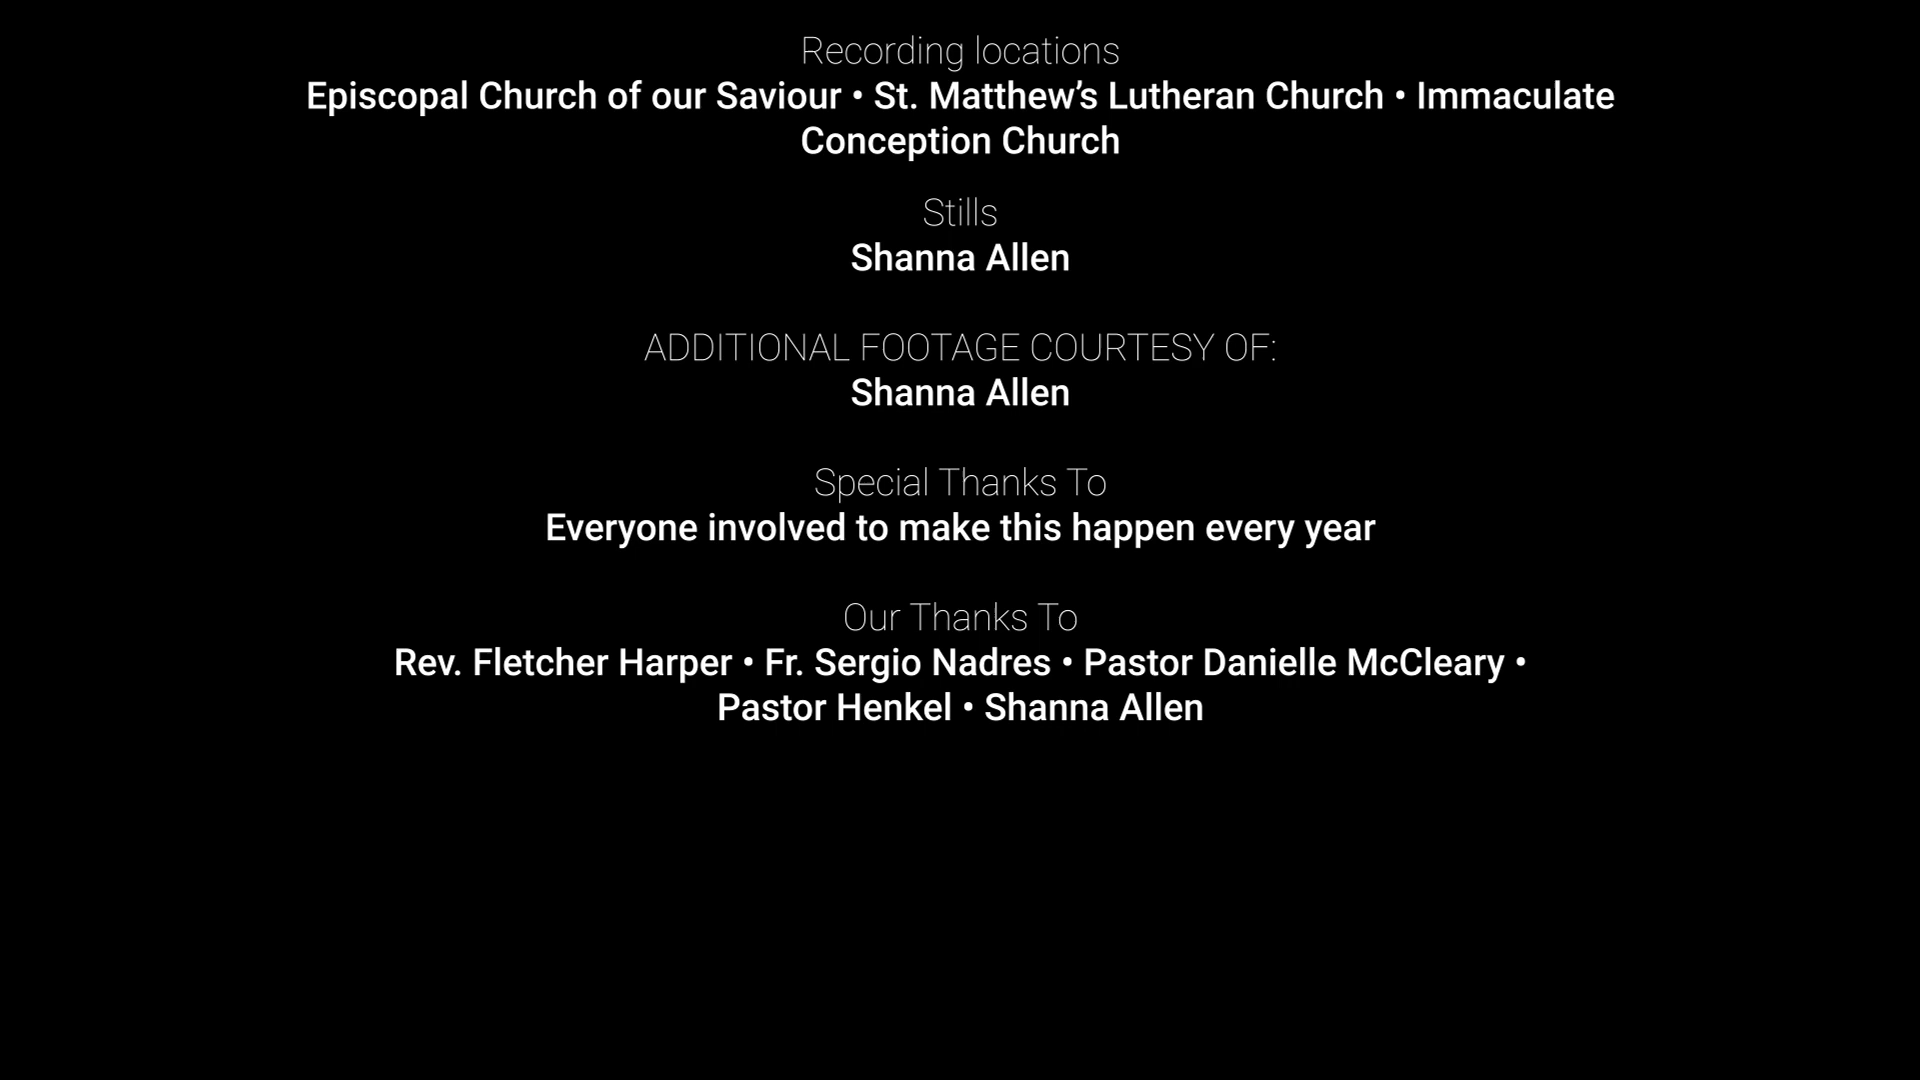 Recording locations
Episcopal Church of our Saviour • St. Matthew’s Lutheran Church • Immaculate
Conception Church
Stills
Shanna Allen
ADDITIONAL FOOTAGE COURTESY OF:
Shanna Allen
Special Thanks To
Everyone involved to make this happen every year
Our Thanks To
Rev. Fletcher Harper • Fr. Sergio Nadres • Pastor Danielle McCleary •
Pastor Henkel • Shanna Allen